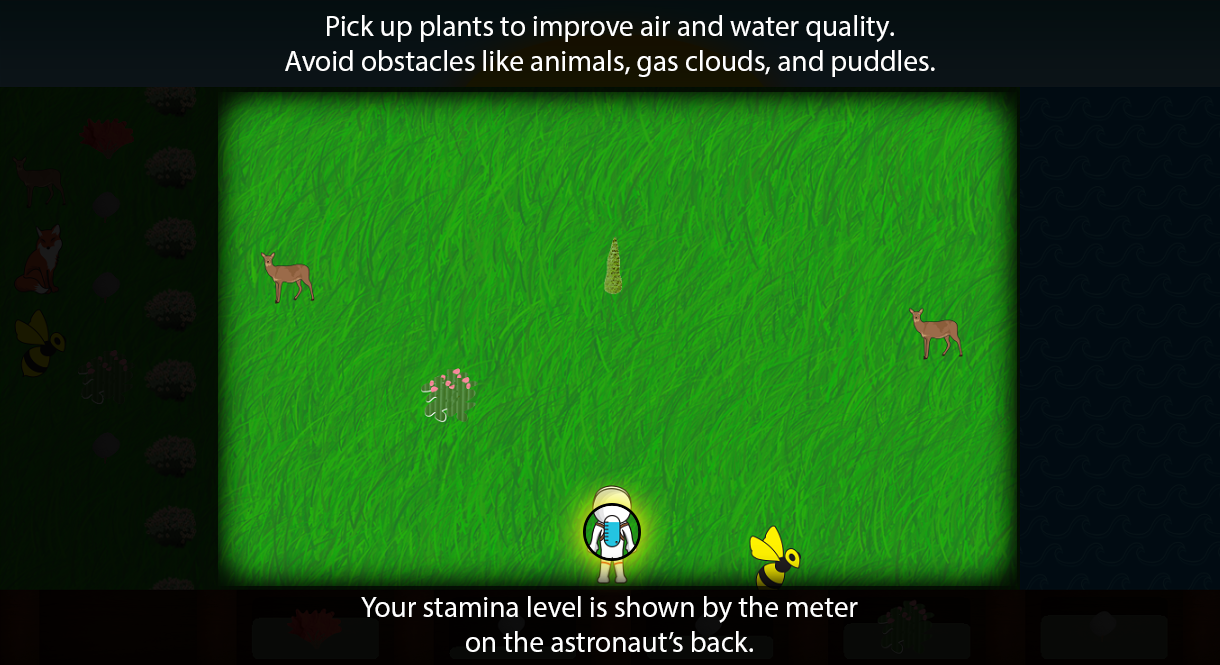 Pick up plants to improve air and water quality.
Avoid obstacles like animals, gas clouds, and puddles.
Your stamina level is shown by the meter
on the astronaut’s back.